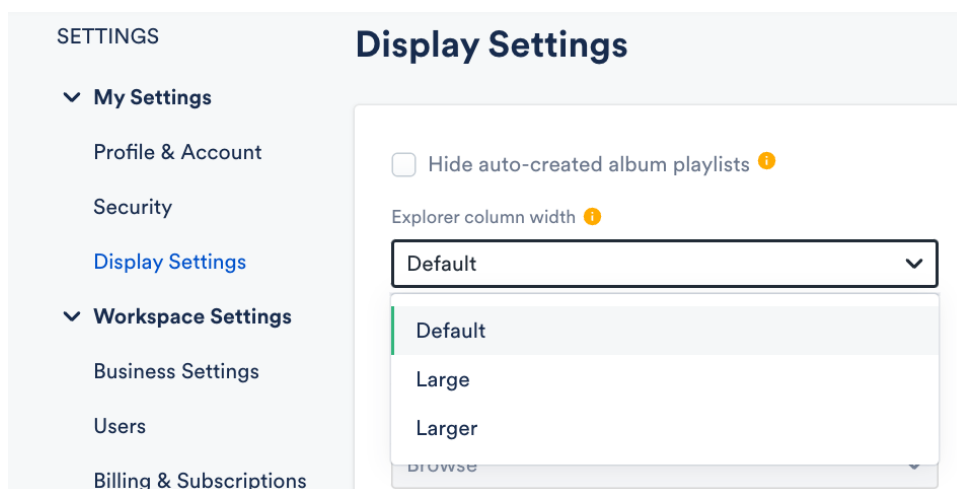 SETTINGS
My Settings
Profile & Account
Security
Display Settings
Workspace Settings
Business Settings
Users
Billing & Subscriptions
Display Settings
Hide auto-created album playlists
Explorer column width
Default
Default
Large
Larger
Browse